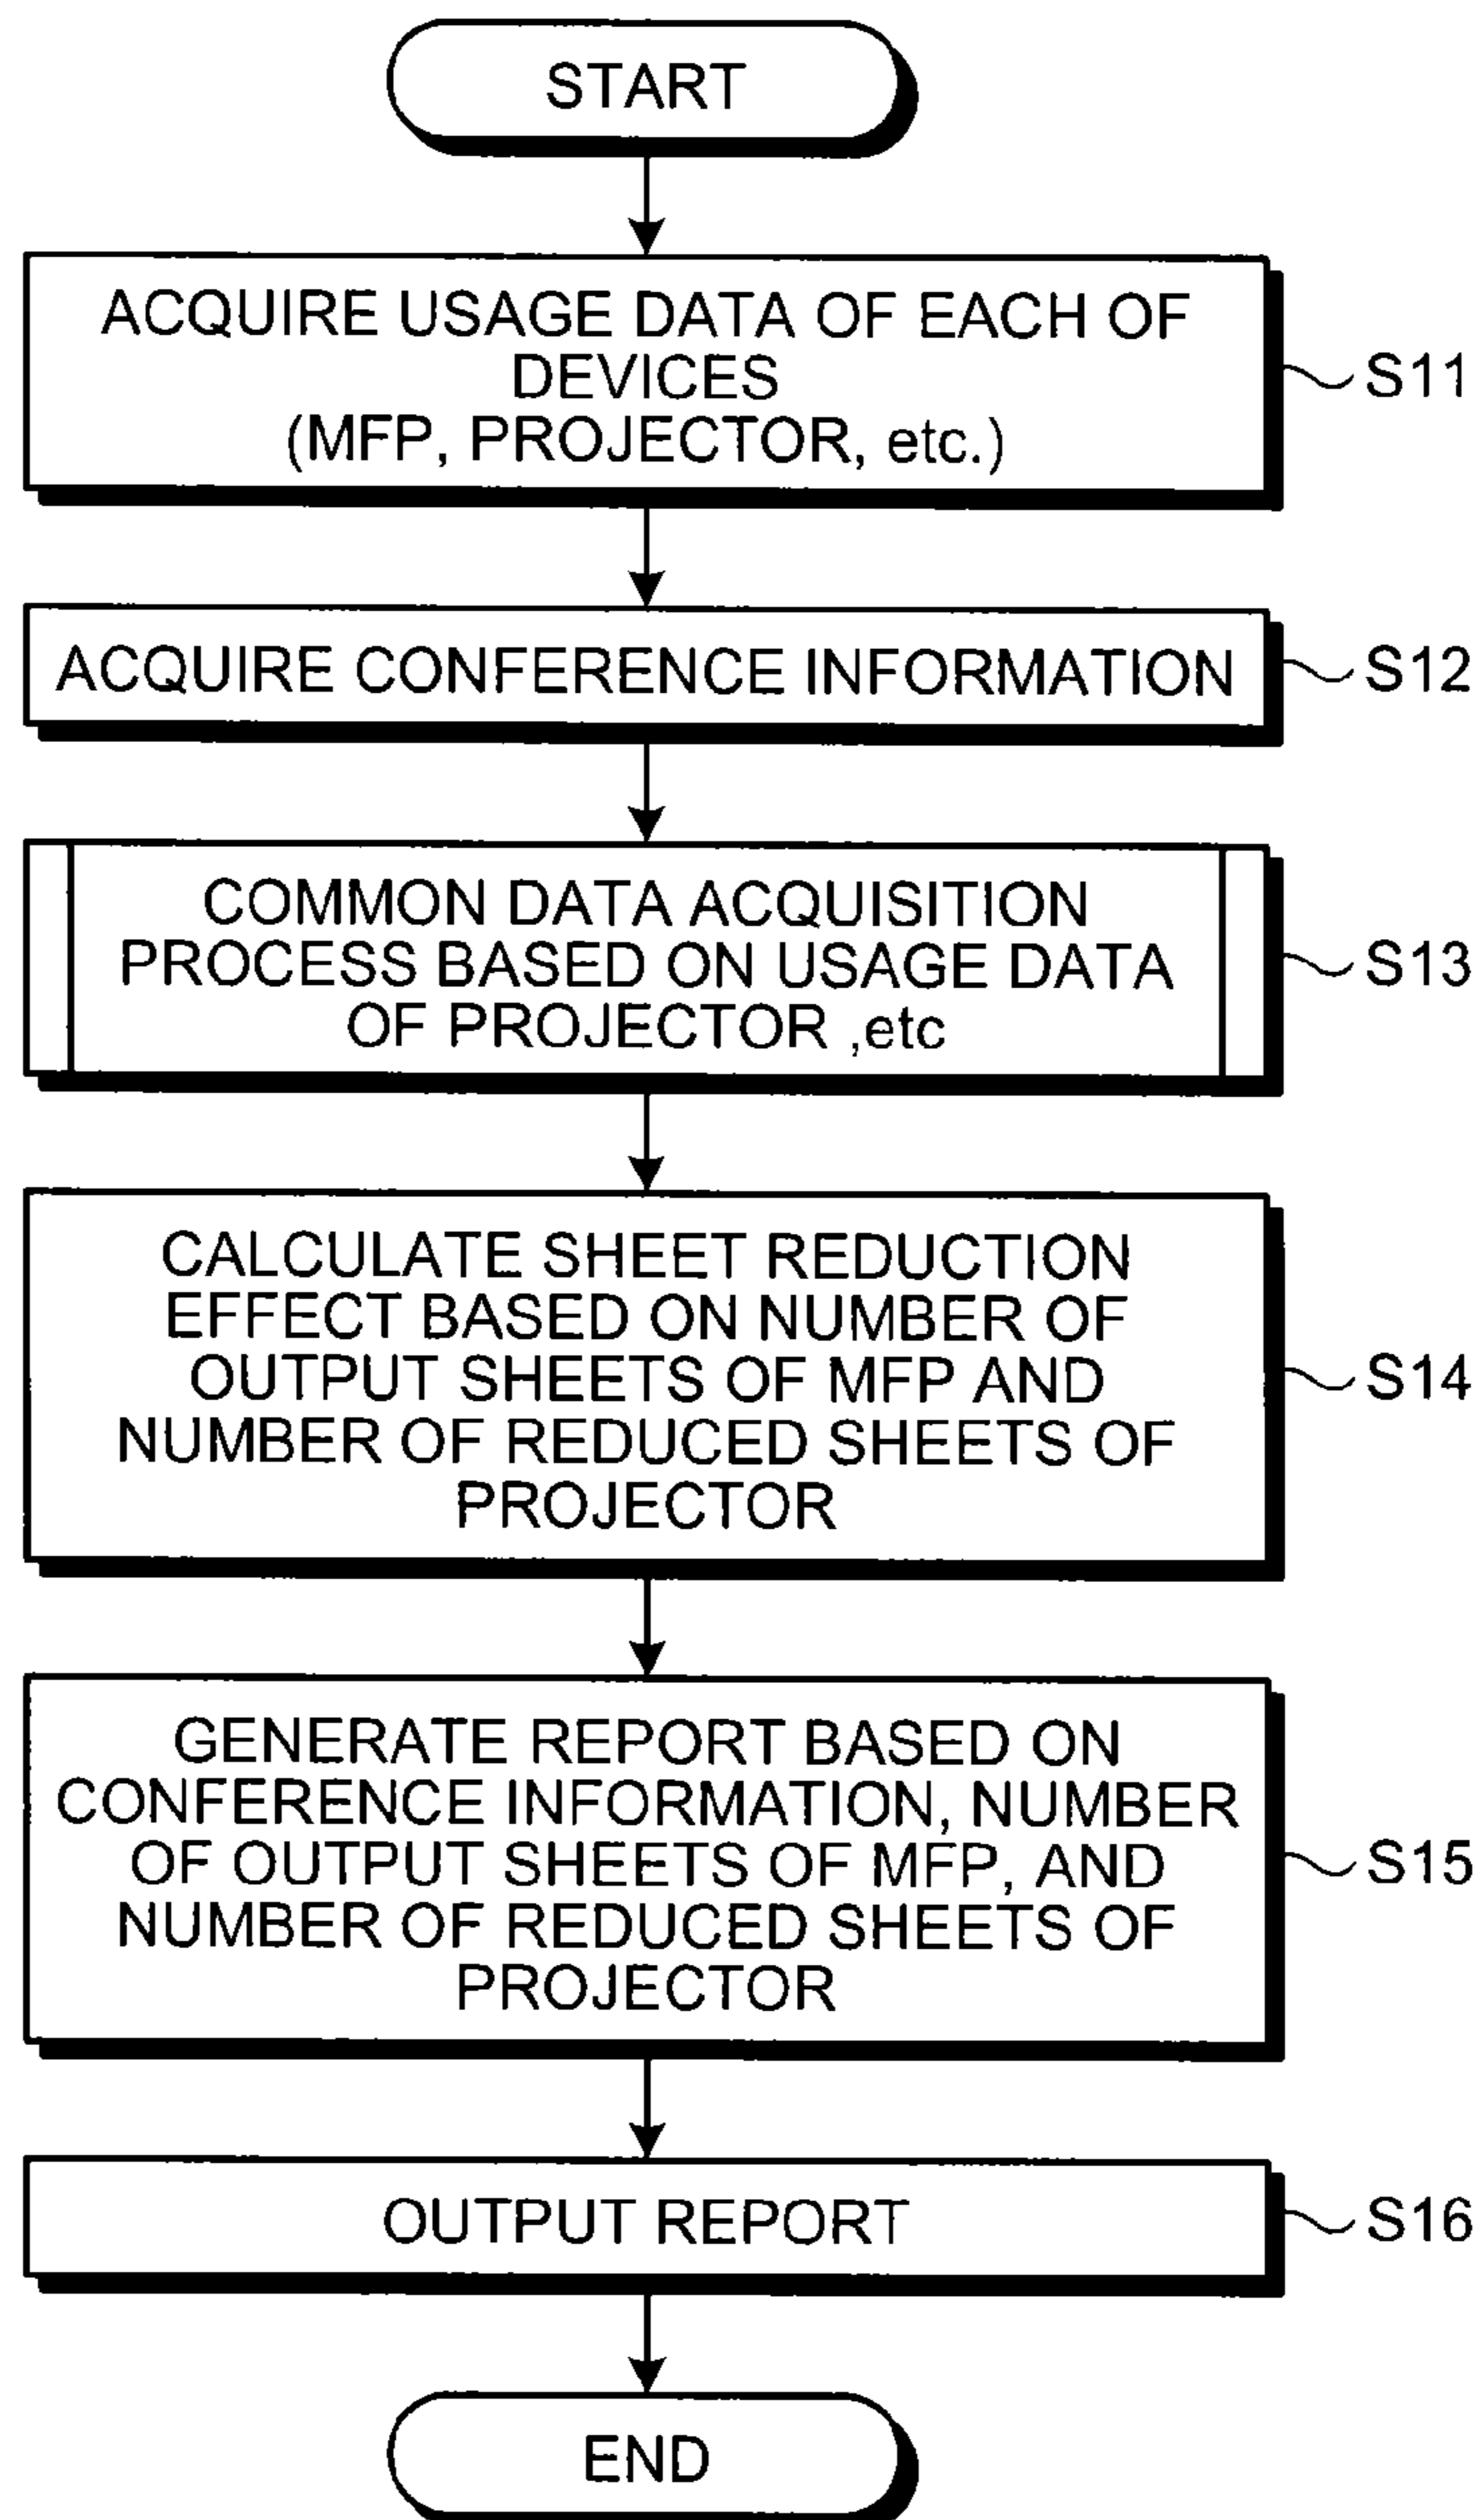 START
ACQUIRE USAGE DATA OF EACH OF
DEVICES
(MFP, PROJECTOR, etc.)
S11
ACQUIRE CONFERENCE INFORMATION
S12
COMMON DATA ACQUISITION
PROCESS BASED ON USAGE DATA
OF PROJECTOR ,etc
S13
CALCULATE SHEET REDUCTION
EFFECT BASED ON NUMBER OF
OUTPUT SHEETS OF MFP AND
NUMBER OF REDUCED SHEETS OF
PROJECTOR
S14
GENERATE REPORT BASED ON
CONFERENCE INFORMATION, NUMBER
OF OUTPUT SHEETS OF MFP, AND
NUMBER OF REDUCED SHEETS OF
PROJECTOR
S15
OUTPUT REPORT
S16
END